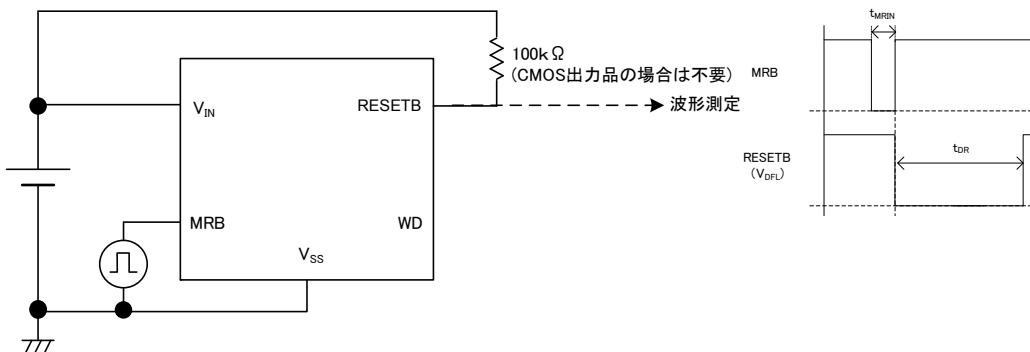 100kΩ
(CMOS出力品の場合は不要)
V_IN
RESETB
波形測定
MRB
WD
V_SS
t_MRIN
MRB
RESETB
(V_DFL)
t_DR